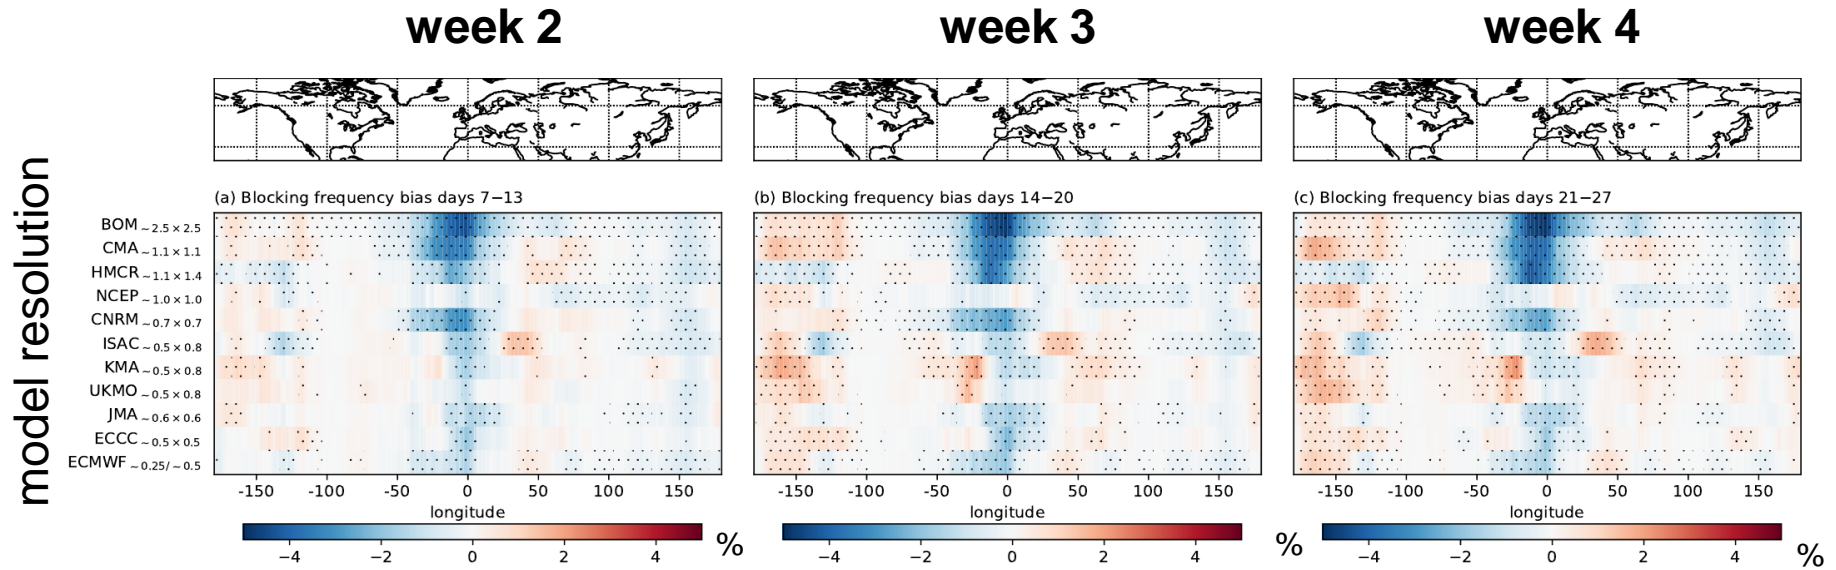 week 2
week 3
week 4
model resolution
(a) Blocking frequency bias days 7−13
(b) Blocking frequency bias days 14−20
(c) Blocking frequency bias days 21−27
BOM ~2.5×2.5
CMA ~1.1×1.1
HMCR ~1.1×1.4
NCEP ~1.0×1.0
CNRM ~0.7×0.7
ISAC ~0.5×0.8
KMA ~0.5×0.8
UKMO ~0.5×0.8
JMA ~0.6×0.6
ECCC ~0.5×0.5
ECMWF ~0.25/~0.5
-150 -100 -50 0 50 100 150
-150 -100 -50 0 50 100 150
-150 -100 -50 0 50 100 150
longitude
longitude
longitude
−4 −2 0 2 4 %
−4 −2 0 2 4 %
−4 −2 0 2 4 %